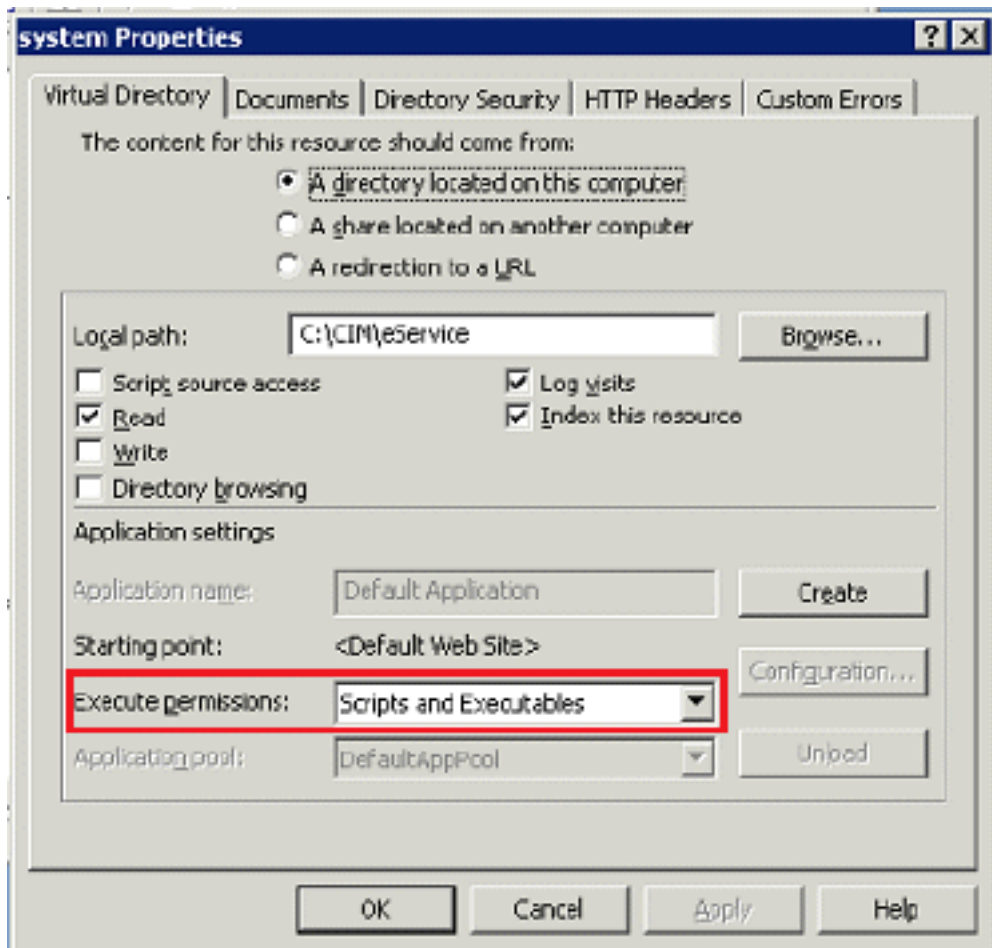 system Properties
Virtual Directory Documents Directory Security HTTP Headers Custom Errors
The content for this resource should come from:
A directory located on this computer
A share located on another computer
A redirection to a URL
Local path: C:\CIM\eService Browse...
Script source access Log visits
Read Index this resource
Write
Directory browsing
Application settings
Application name: Default Application Create
Starting point: <Default Web Site>
Configuration...
Execute permissions: Scripts and Executables
Application pool: DefaultAppPool Unload
OK Cancel Apply Help